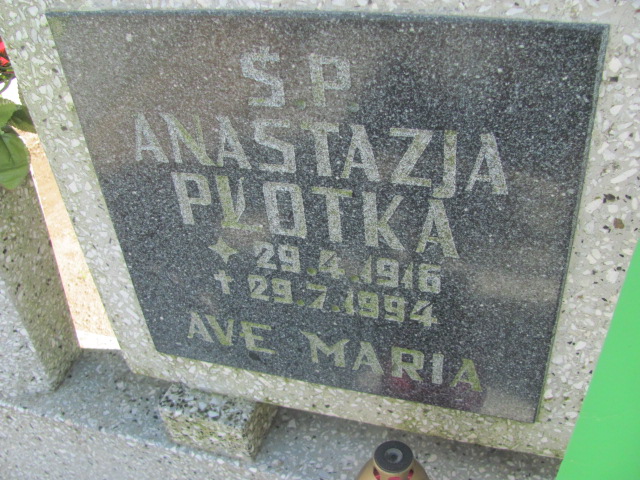 Ś.P.
ANASTAZJA
PŁOTKA
29.4.1916
29.7.1994
AVE MARIA